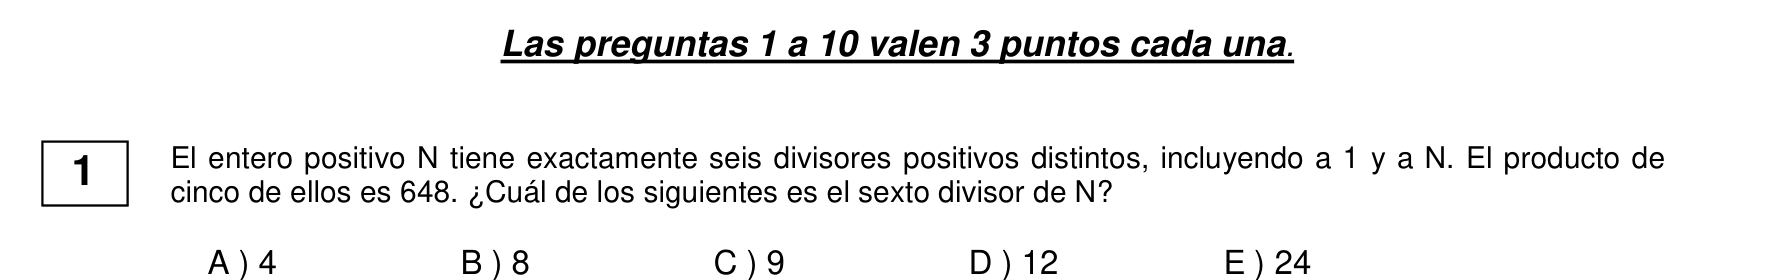 Las preguntas 1 a 10 valen 3 puntos cada una.
1
El entero positivo N tiene exactamente seis divisores positivos distintos, incluyendo a 1 y a N. El producto de
cinco de ellos es 648. ¿Cuál de los siguientes es el sexto divisor de N?
A ) 4 B ) 8 C ) 9 D ) 12 E ) 24